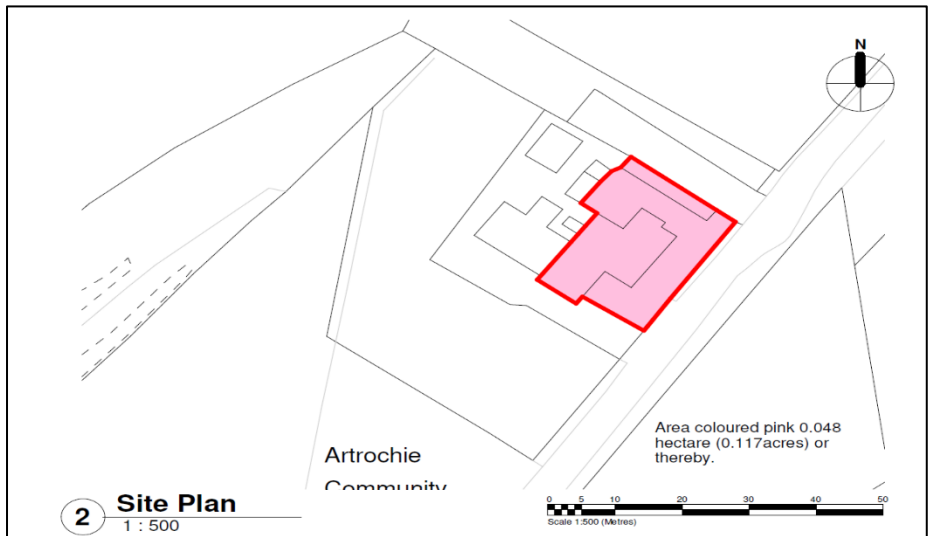 N
Area coloured pink 0.048
hectare (0.117acres) or
thereby.
Artrochie
Community
2
Site Plan
1 : 500
0 5 10 20 30 40 50
Scale 1:500 (Metres)